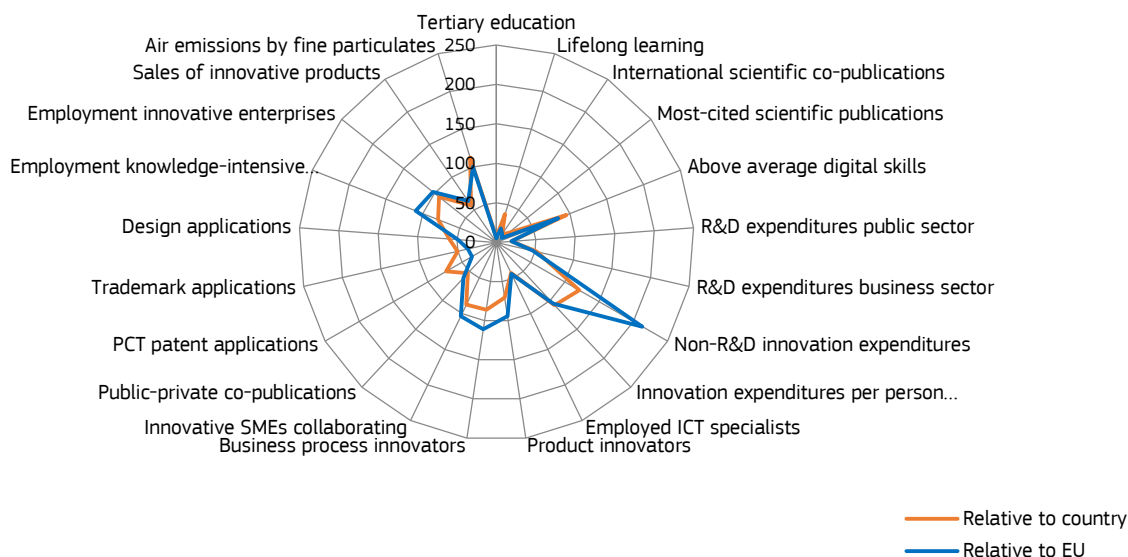 Tertiary education
Lifelong learning
International scientific co-publications
Most-cited scientific publications
Above average digital skills
R&D expenditures public sector
R&D expenditures business sector
Non-R&D innovation expenditures
Innovation expenditures per person...
Employed ICT specialists
Product innovators
Business process innovators
Innovative SMEs collaborating
Public-private co-publications
PCT patent applications
Trademark applications
Design applications
Employment knowledge-intensive...
Employment innovative enterprises
Sales of innovative products
Air emissions by fine particulates
250
200
150
100
50
0
Relative to country
Relative to EU